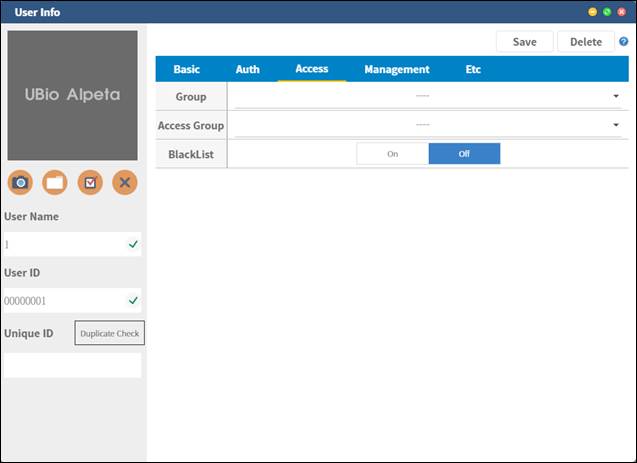 User Info
UBio Alpeta
User Name
1
User ID
00000001
Unique ID Duplicate Check
Save Delete ?
Basic Auth Access Management Etc
Group ----
Access Group ----
BlackList On Off